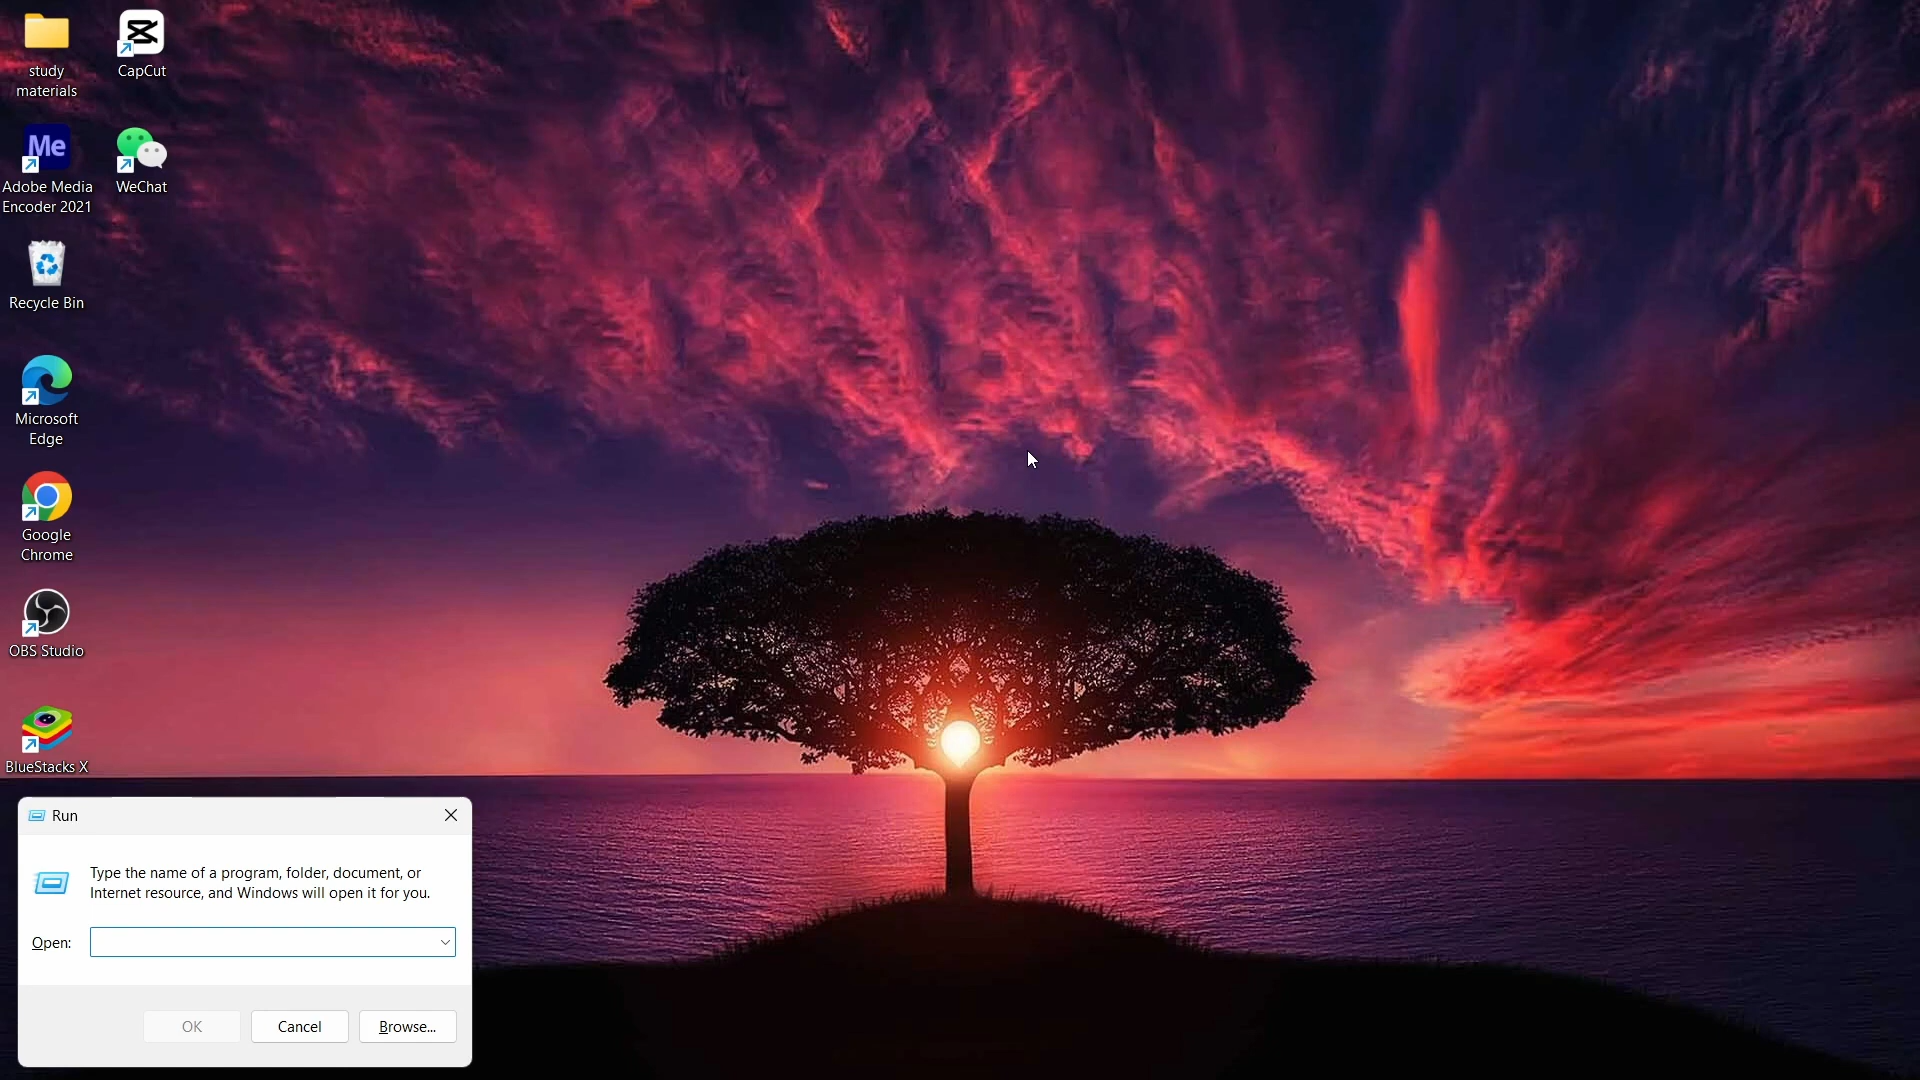 study
materials
CapCut
Me
Adobe Media
Encoder 2021
WeChat
Recycle Bin
Microsoft
Edge
Google
Chrome
OBS Studio
BlueStacks X
Run
Type the name of a program, folder, document, or
Internet resource, and Windows will open it for you.
Open:
OK
Cancel
Browse...